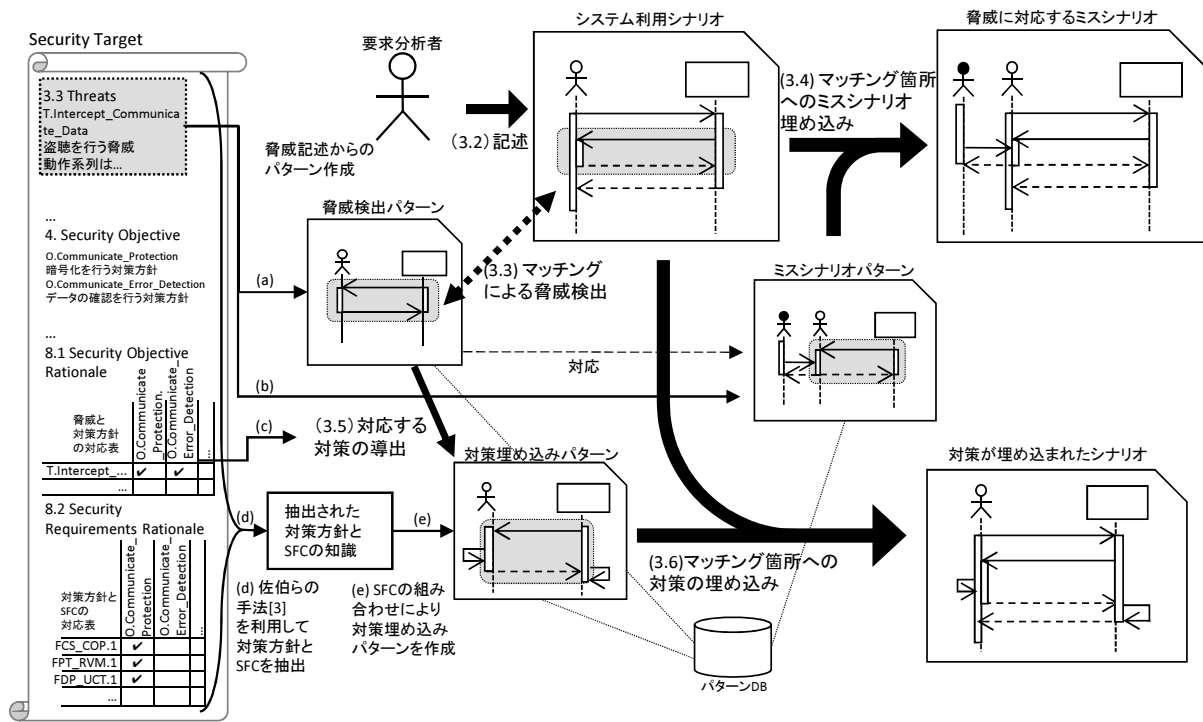 Security Target
3.3 Threats
T.Intercept_Communica
te_Data
盗聴を行う脅威
動作系列は…
...
4. Security Objective
O.Communicate_Protection
暗号化を行う対策方針
O.Communicate_Error_Detection
データの確認を行う対策方針
...
8.1 Security Objective
Rationale
脅威と
対策方針
の対応表
O.Communicate
_Protection.
O.Communicate_
Error_Detection
...
T.Intercept_... ✔ ✔
...
8.2 Security
Requirements Rationale
対策方針と
SFCの
対応表
O.Communicate_
Protection
O.Communicate_
Error_Detection
...
FCS_COP.1 ✔
FPT_RVM.1 ✔
FDP_UCT.1 ✔
...
要求分析者
脅威記述からの
パターン作成
(3.2)記述
システム利用シナリオ
(3.4)マッチング箇所
へのミスシナリオ
埋め込み
脅威に対応するミスシナリオ
(a)
脅威検出パターン
(3.3)マッチング
による脅威検出
ミスシナリオパターン
対応
(b)
(c)
(3.5)対応する
対策の導出
(d)
抽出された
対策方針と
SFCの知識
(e)
対策埋め込みパターン
(d) 佐伯らの
手法[3]
を利用して
対策方針と
SFCを抽出
(e) SFCの組み
合わせにより
対策埋め込み
パターンを作成
(3.6)マッチング箇所への
対策の埋め込み
対策が埋め込まれたシナリオ
パターンDB